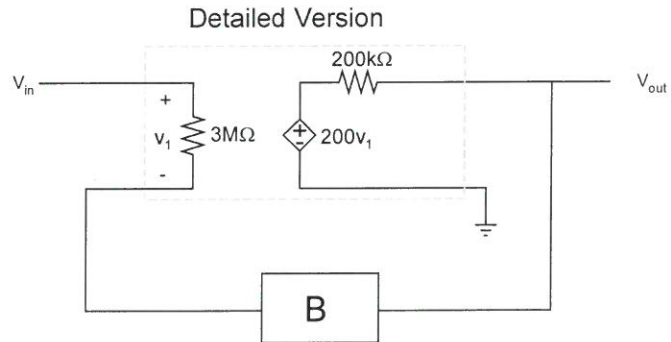 Detailed Version
200kΩ
V_in
V_out
+
v_1
3MΩ
-
+
-
200v_1
B